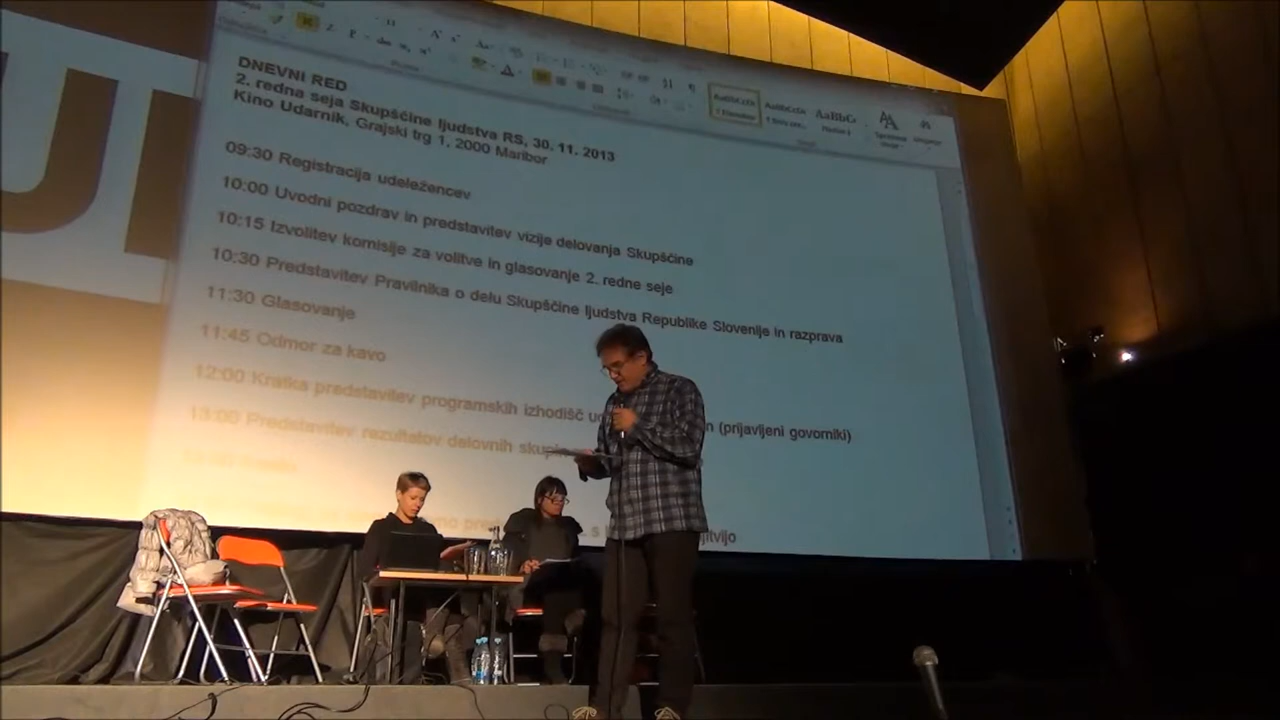 DNEVNI RED
2. redna seja Skupščine ljudstva RS, 30. 11. 2013
Kino Udarnik, Grajski trg 1, 2000 Maribor
09:30 Registracija udeležencev
10:00 Uvodni pozdrav in predstavitev vizije delovanja Skupščine
10:15 Izvolitev komisije za volitve in glasovanje 2. redne seje
10:30 Predstavitev Pravilnika o delu Skupščine ljudstva Republike Slovenije in razprava
11:30 Glasovanje
11:45 Odmor za kavo
12:00 Kratka predstavitev programskih izhodišč (prijavljeni govorniki)
13:00 Predstavitev rezultatov delovnih